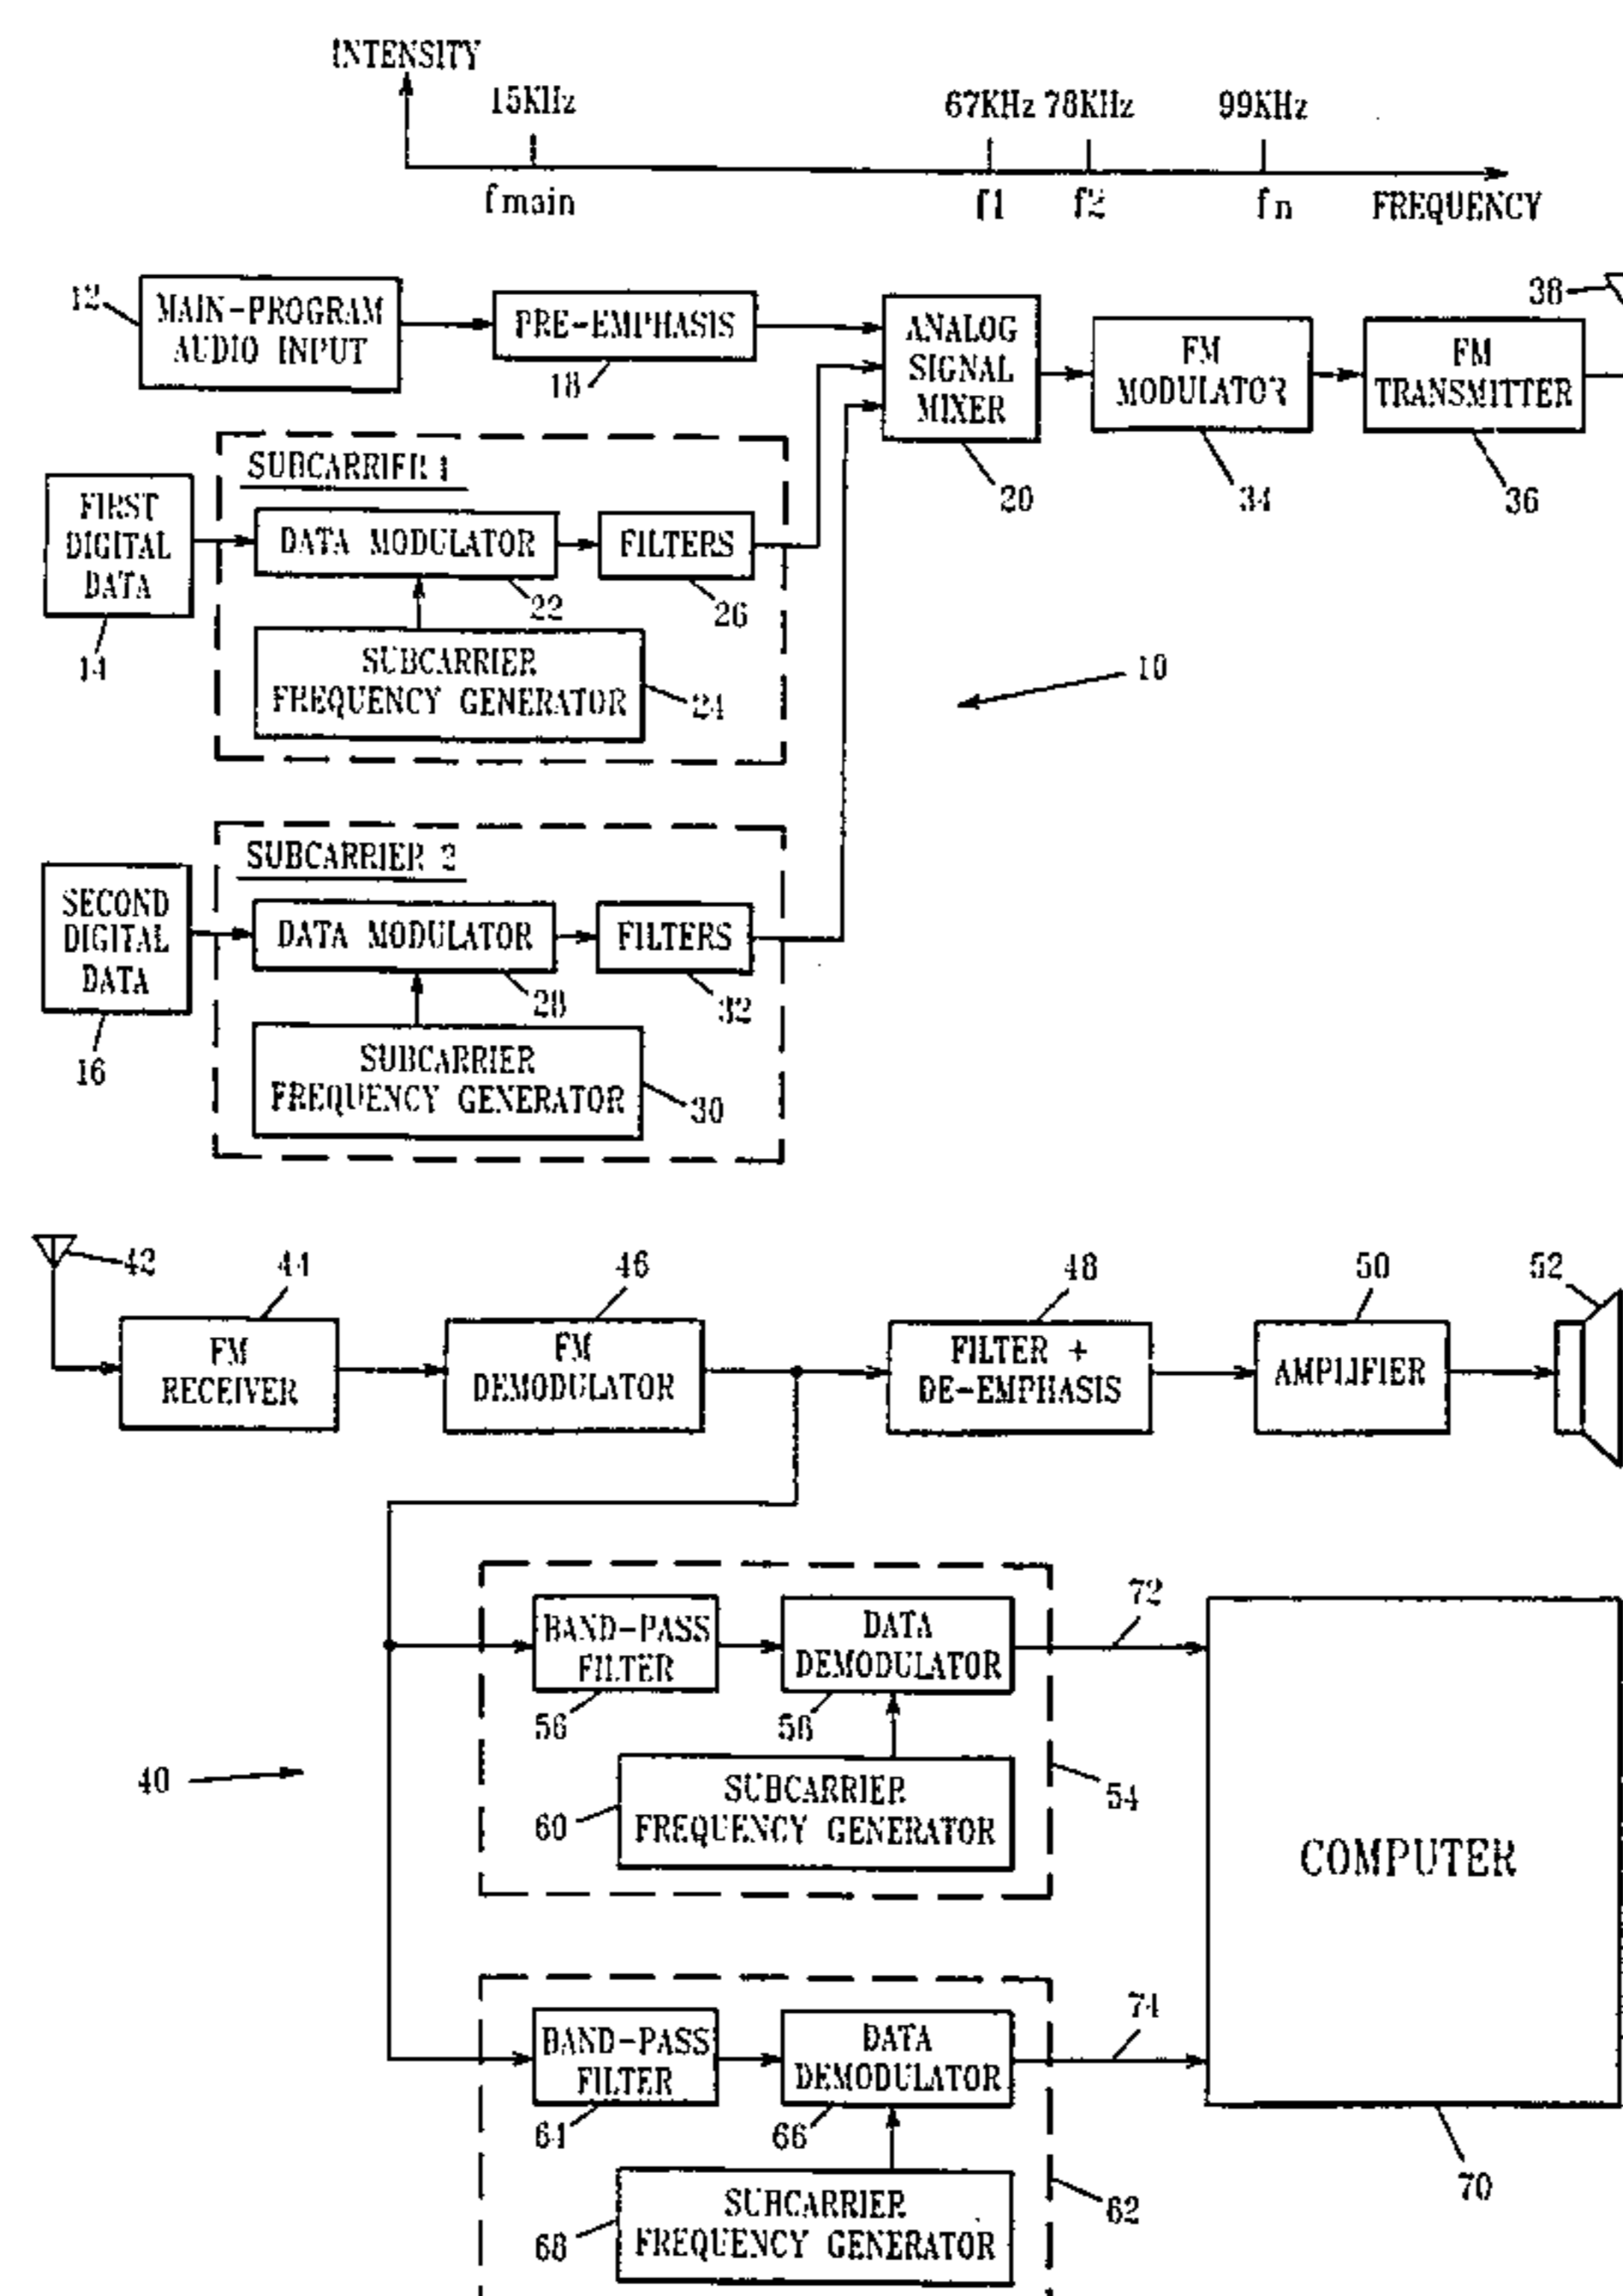 INTENSITY
15KHz
67KHz 78KHz
99KHz
fmain
f1
f2
fn
FREQUENCY
12
MAIN-PROGRAM
AUDIO INPUT
PRE-EMPHASIS
18
ANALOG
SIGNAL
MIXER
20
FM
MODULATOR
34
FM
TRANSMITTER
36
38
SUBCARRIER 1
FIRST
DIGITAL
DATA
14
DATA MODULATOR
22
FILTERS
26
SUBCARRIER
FREQUENCY GENERATOR
24
10
SUBCARRIER 2
SECOND
DIGITAL
DATA
16
DATA MODULATOR
28
FILTERS
32
SUBCARRIER
FREQUENCY GENERATOR
30
42
44
46
48
50
52
FM
RECEIVER
FM
DEMODULATOR
FILTER +
DE-EMPHASIS
AMPLIFIER
72
BAND-PASS
FILTER
56
DATA
DEMODULATOR
58
40
60
SUBCARRIER
FREQUENCY GENERATOR
54
COMPUTER
74
BAND-PASS
FILTER
64
DATA
DEMODULATOR
66
70
68
SUBCARRIER
FREQUENCY GENERATOR
62